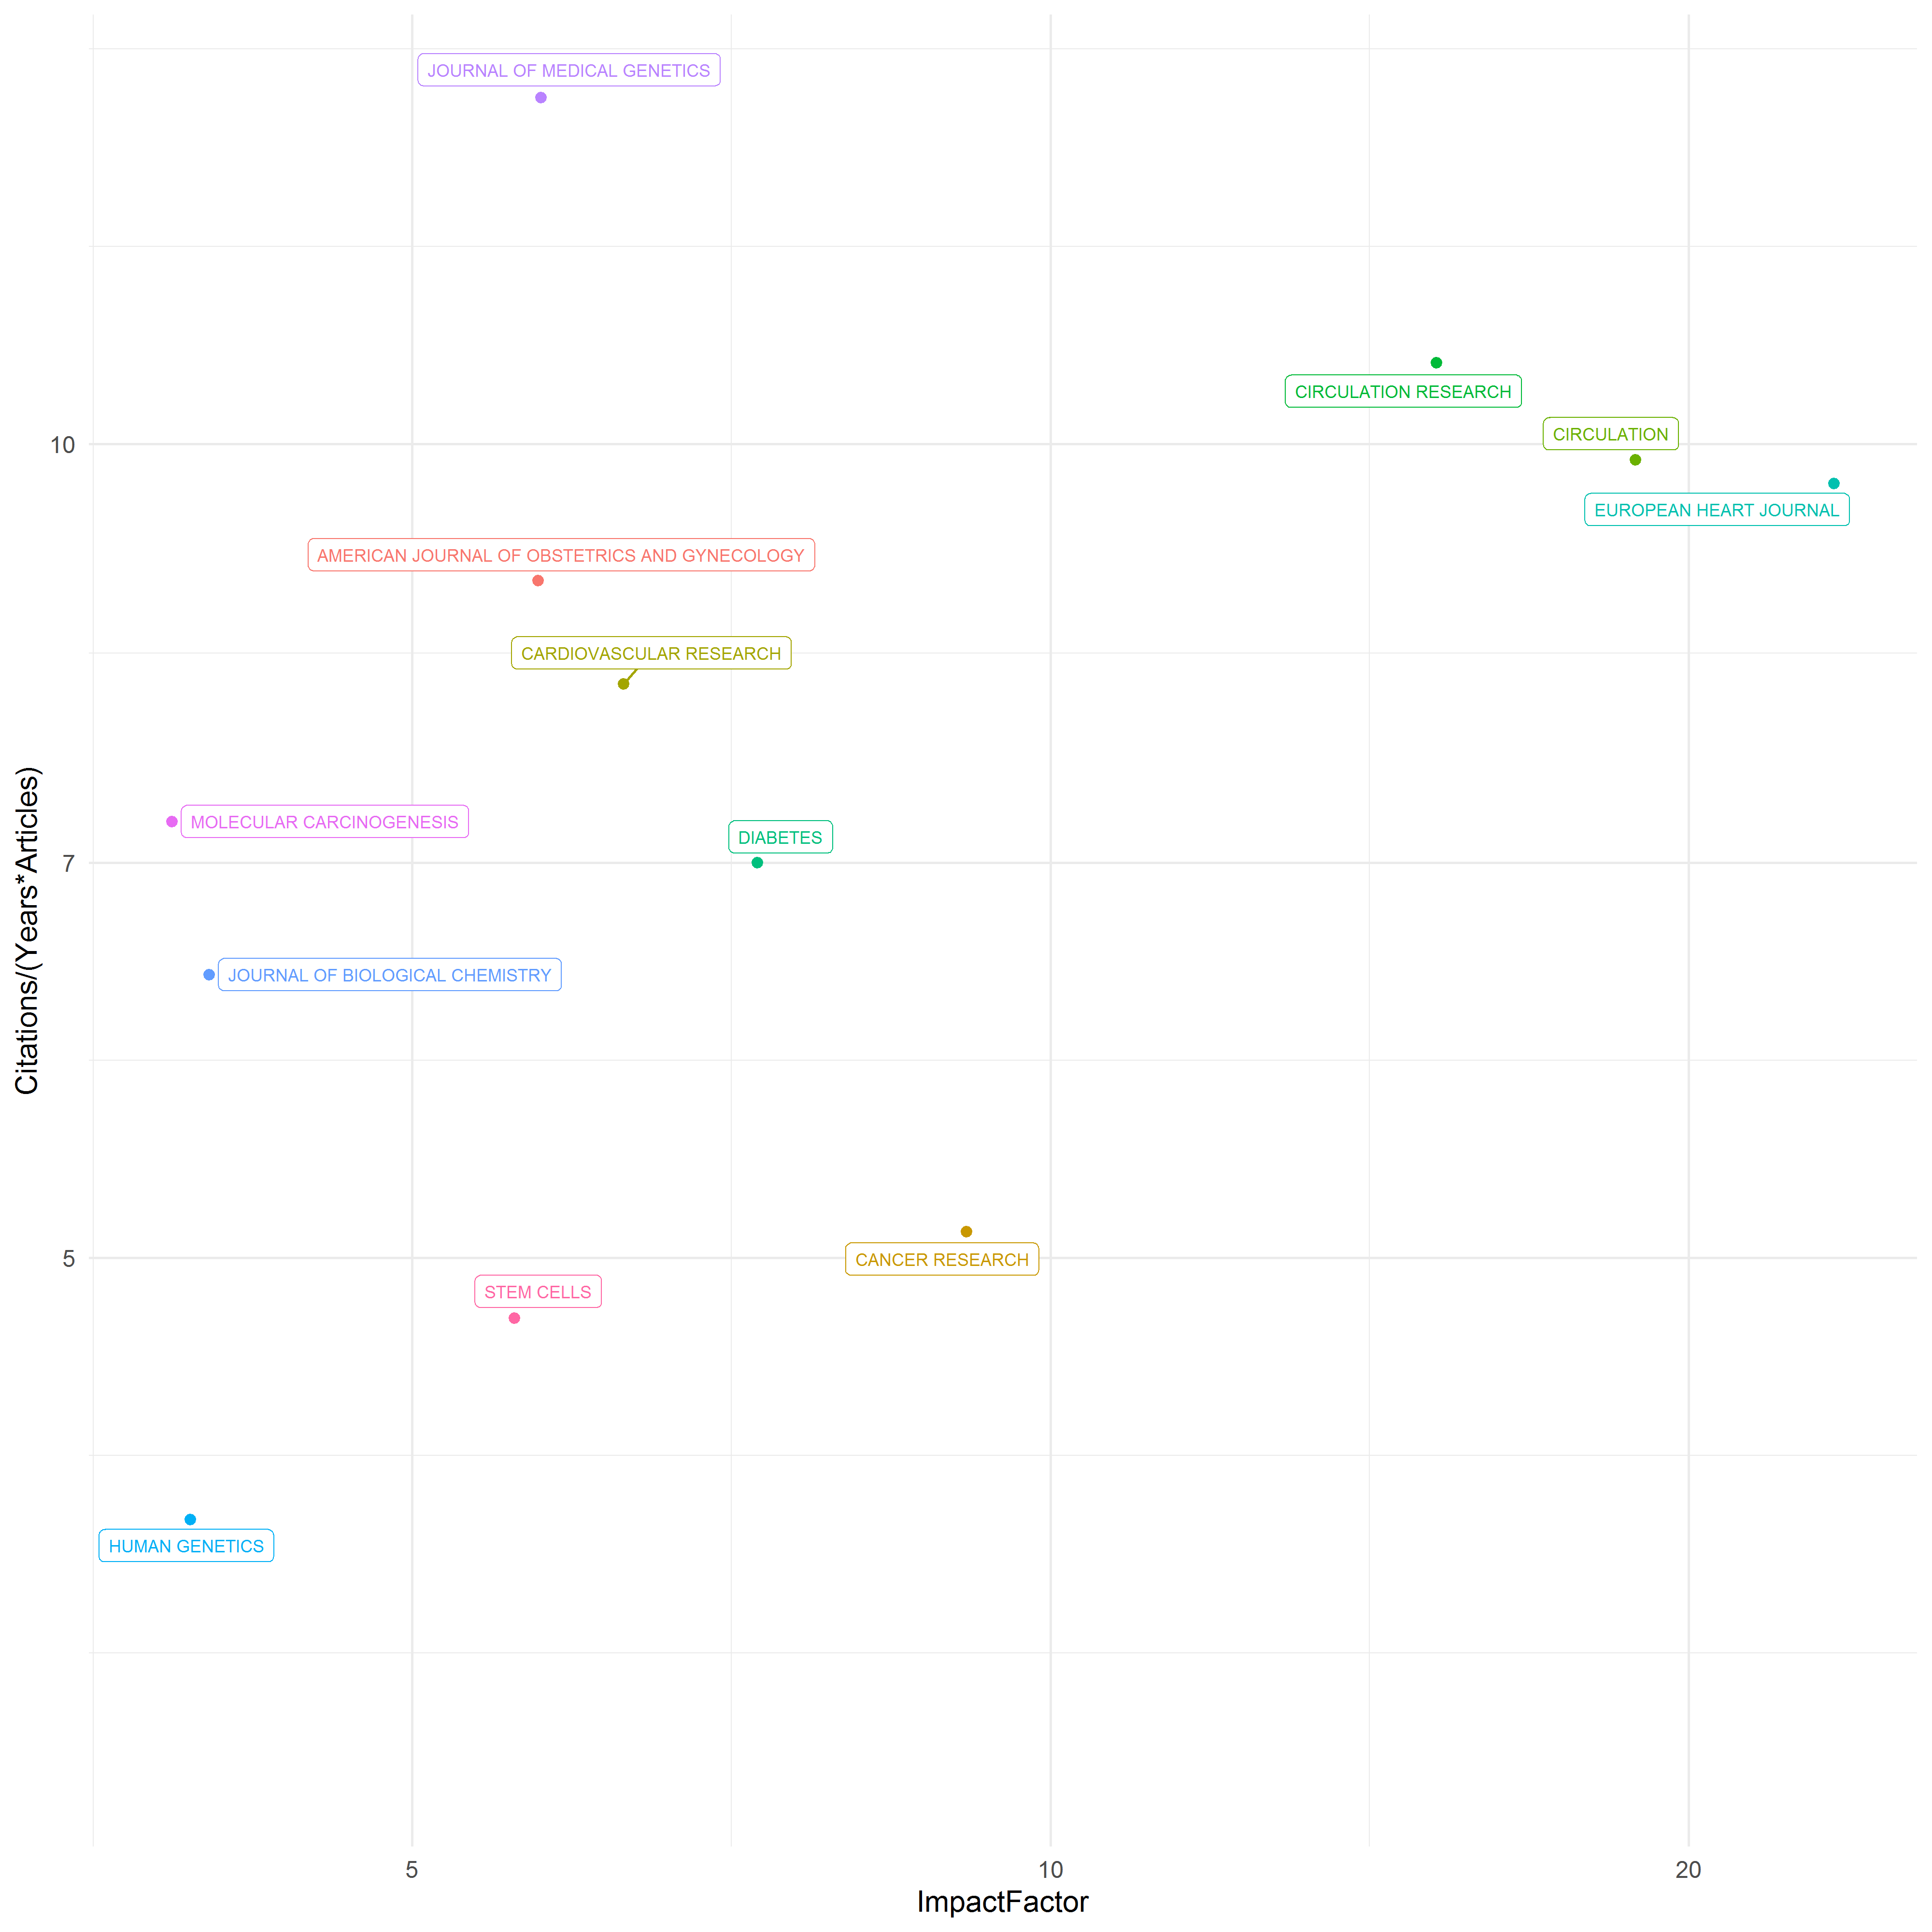 JOURNAL OF MEDICAL GENETICS
CIRCULATION RESEARCH
CIRCULATION
10
EUROPEAN HEART JOURNAL
AMERICAN JOURNAL OF OBSTETRICS AND GYNECOLOGY
CARDIOVASCULAR RESEARCH
MOLECULAR CARCINOGENESIS
DIABETES
7
JOURNAL OF BIOLOGICAL CHEMISTRY
Citations/(Years*Articles)
CANCER RESEARCH
5
STEM CELLS
HUMAN GENETICS
5
10
20
ImpactFactor